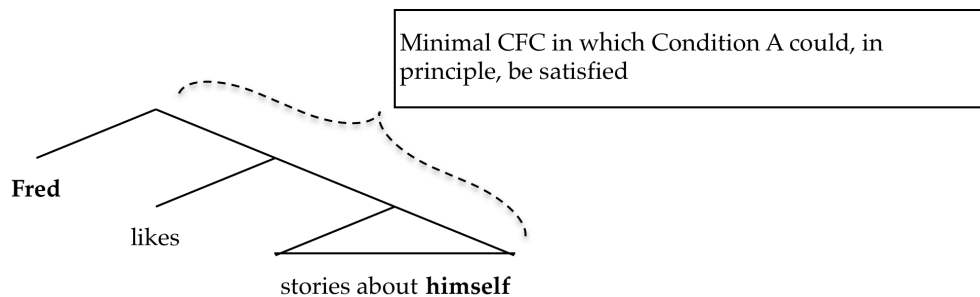 Minimal CFC in which Condition A could, in
principle, be satisfied
Fred
likes
stories about himself